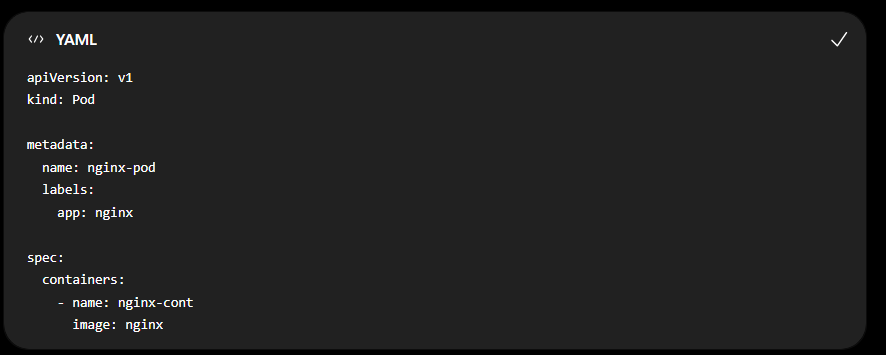 YAML
apiVersion: v1
kind: Pod

metadata:
  name: nginx-pod
  labels:
    app: nginx

spec:
  containers:
    - name: nginx-cont
      image: nginx